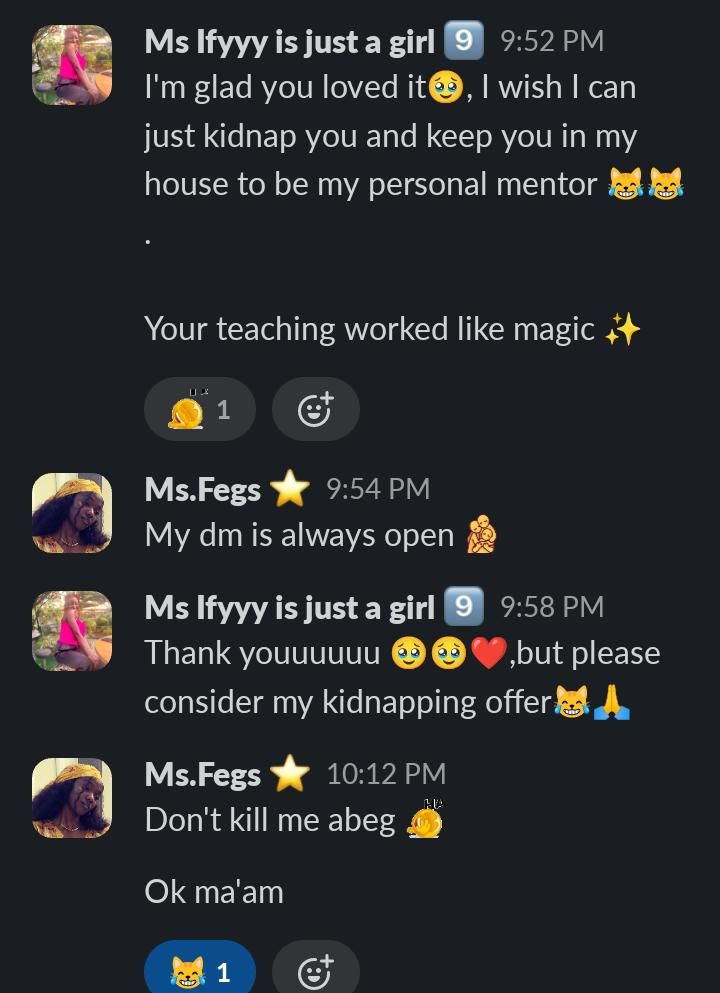 Ms Ifyyy is just a girl 9️⃣ 9:52 PM
I'm glad you loved it🥹, I wish I can
just kidnap you and keep you in my
house to be my personal mentor 😹😹
.
Your teaching worked like magic ✨
1
Ms.Fegs ⭐ 9:54 PM
My dm is always open 🫂
Ms Ifyyy is just a girl 9️⃣ 9:58 PM
Thank youuuuuu 🥹🥹❤️,but please
consider my kidnapping offer😹🙏
Ms.Fegs ⭐ 10:12 PM
Don't kill me abeg
Ok ma'am
😹 1